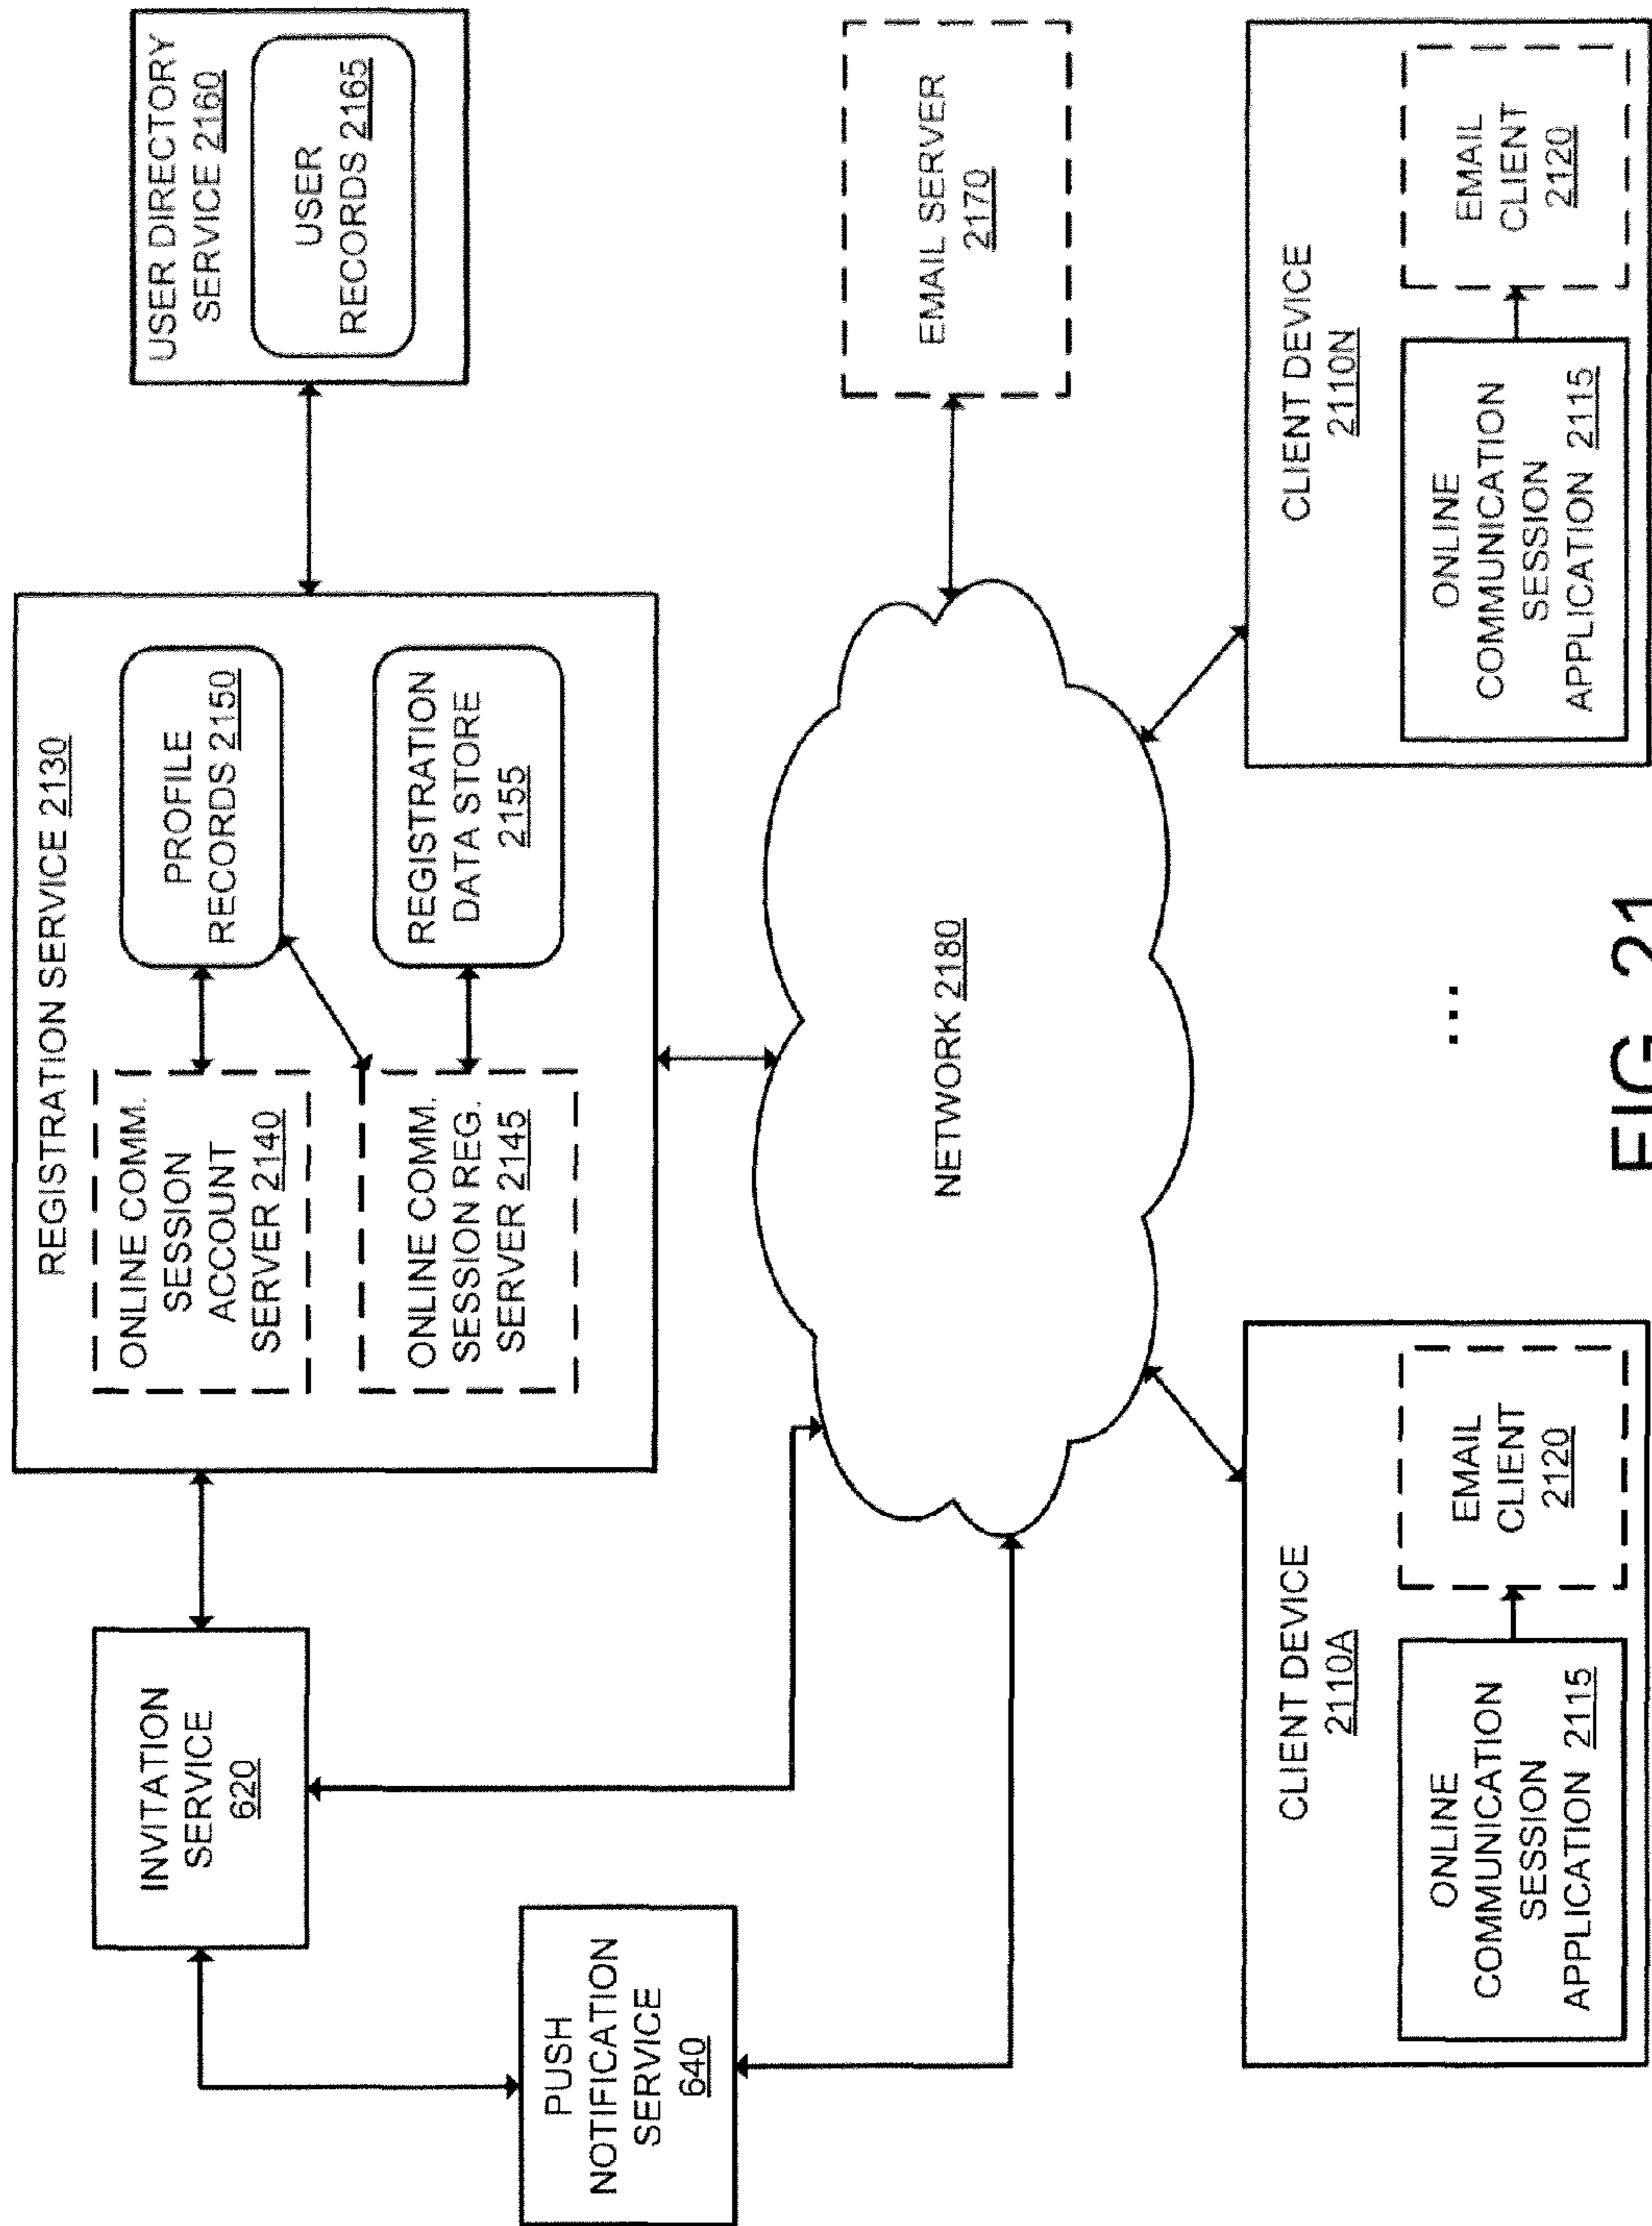 REGISTRATION SERVICE 2130
ONLINE COMM.
SESSION
ACCOUNT
SERVER 2140
PROFILE
RECORDS 2150
ONLINE COMM.
SESSION REG.
SERVER 2145
REGISTRATION
DATA STORE
2155
USER DIRECTORY
SERVICE 2160
USER
RECORDS 2165
INVITATION
SERVICE
620
PUSH
NOTIFICATION
SERVICE
640
NETWORK 2180
EMAIL SERVER
2170
CLIENT DEVICE
2110A
ONLINE
COMMUNICATION
SESSION
APPLICATION 2115
EMAIL
CLIENT
2120
...
CLIENT DEVICE
2110N
ONLINE
COMMUNICATION
SESSION
APPLICATION 2115
EMAIL
CLIENT
2120
FIG. 21